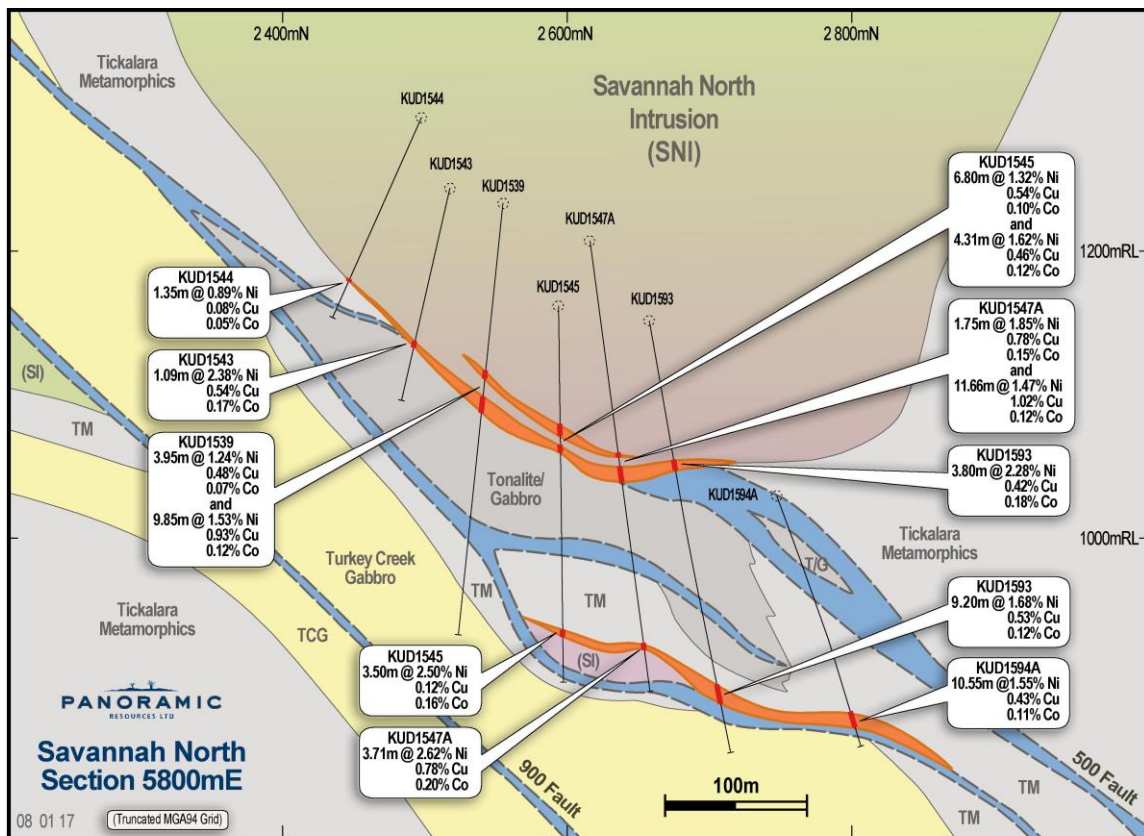 2 400mN
2 600mN
2 800mN
Tickalara
Metamorphics
KUD1544
Savannah North
Intrusion
(SNI)
KUD1543
KUD1539
KUD1547A
KUD1545
KUD1593
KUD1545
6.80m @ 1.32% Ni
0.54% Cu
0.10% Co
and
4.31m @ 1.62% Ni
0.46% Cu
0.12% Co
1200mRL
KUD1544
1.35m @ 0.89% Ni
0.08% Cu
0.05% Co
KUD1547A
1.75m @ 1.85% Ni
0.78% Cu
0.15% Co
and
11.66m @ 1.47% Ni
1.02% Cu
0.12% Co
KUD1543
1.09m @ 2.38% Ni
0.54% Cu
0.17% Co
(SI)
TM
KUD1539
3.95m @ 1.24% Ni
0.48% Cu
0.07% Co
and
9.85m @ 1.53% Ni
0.93% Cu
0.12% Co
KUD1593
3.80m @ 2.28% Ni
0.42% Cu
0.18% Co
Tonalite/
Gabbro
KUD1594A
Tickalara
Metamorphics
1000mRL
T/G
Turkey Creek
Gabbro
TM
TM
Tickalara
Metamorphics
TCG
KUD1593
9.20m @ 1.68% Ni
0.53% Cu
0.12% Co
KUD1545
3.50m @ 2.50% Ni
0.12% Cu
0.16% Co
(SI)
KUD1594A
10.55m @1.55% Ni
0.43% Cu
0.11% Co
KUD1547A
3.71m @ 2.62% Ni
0.78% Cu
0.20% Co
PANORAMIC
RESOURCES LTD
Savannah North
Section 5800mE
900 Fault
100m
500 Fault
TM
TM
08 01 17
(Truncated MGA94 Grid)